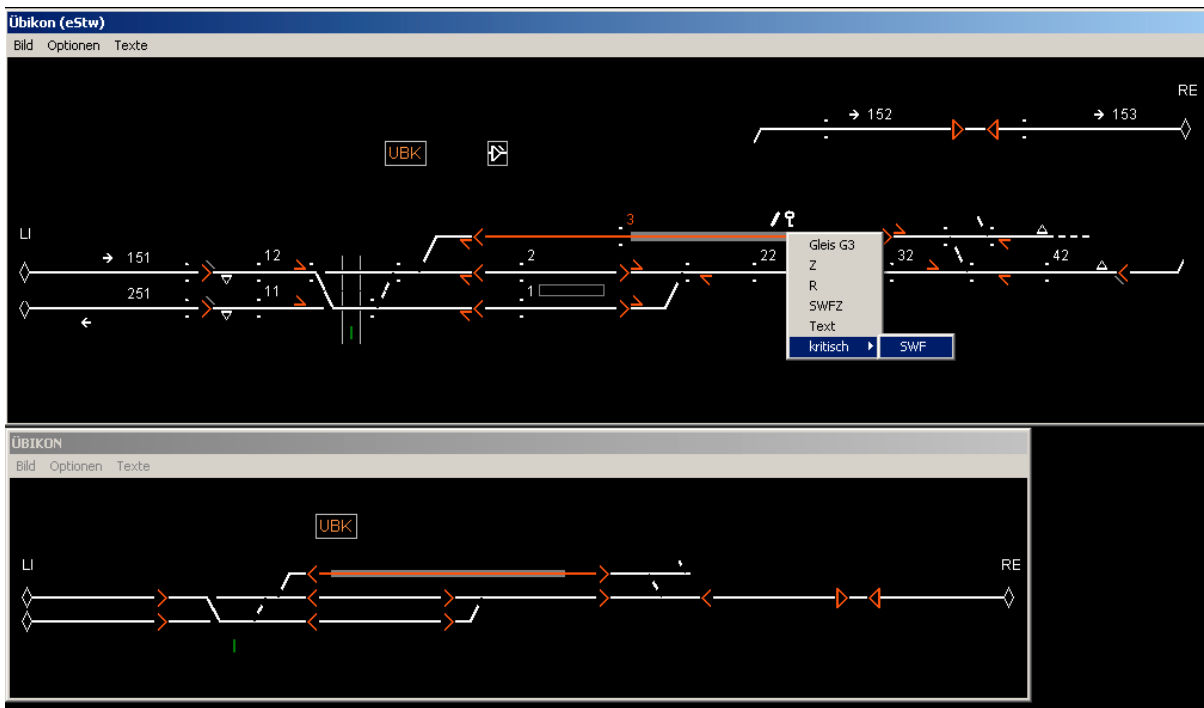 Übikon (eStw)
Bild Optionen Texte
RE
152 153
UBK
3
LI
151 12 2 22 32 42
251 11 1
Gleis G3
Z
R
SWFZ
Text
kritisch SWF
ÜBIKON
Bild Optionen Texte
UBK
LI RE